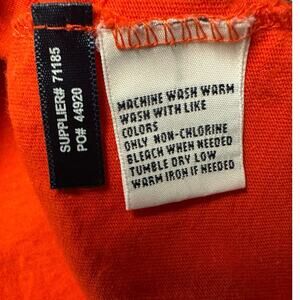 SUPPLIER# 71185
PO# 44920
MACHINE WASH WARM
WASH WITH LIKE
COLORS
ONLY NON-CHLORINE
BLEACH WHEN NEEDED
TUMBLE DRY LOW
WARM IRON IF NEEDED